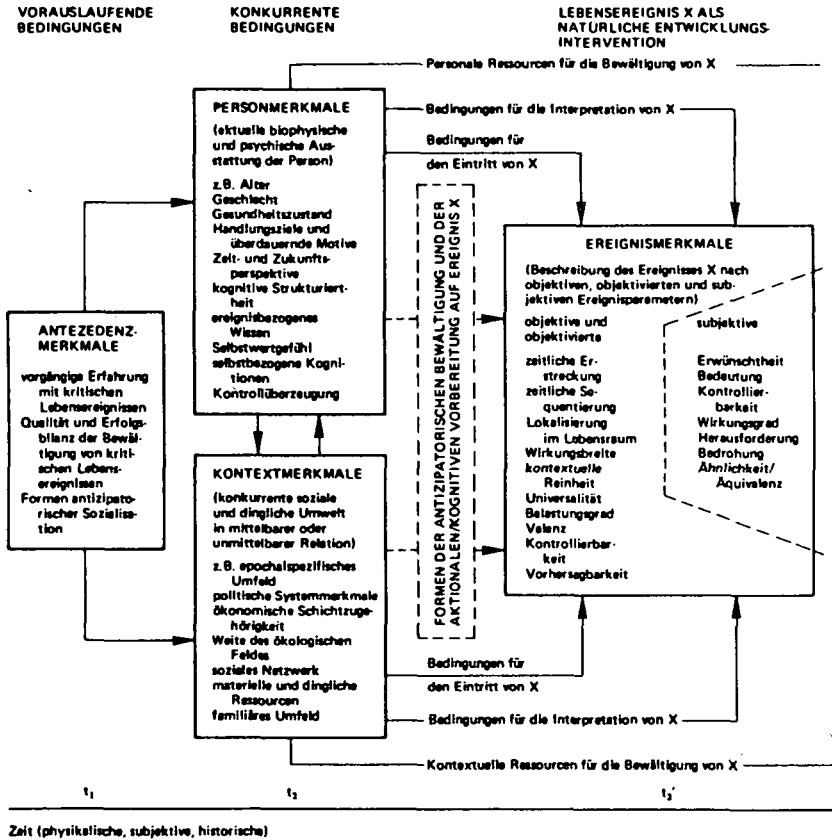 VORAUSLAUFENDE
BEDINGUNGEN
KONKURRENTE
BEDINGUNGEN
LEBENSEREIGNIS X ALS
NATÜRLICHE ENTWICKLUNGS-
INTERVENTION
Personale Ressourcen für die Bewältigung von X
PERSONMERKMALE
(aktuelle biophysische
und psychische Aus-
stattung der Person)
z.B. Alter
Geschlecht
Gesundheitszustand
Handlungsziele und
überdauernde Motive
Zeit- und Zukunfts-
perspektive
kognitive Strukturiert-
heit
ereignisbezogenes
Wissen
Selbstwertgefühl
selbstbezogene Kogni-
tionen
Kontrollüberzeugung
Bedingungen für die Interpretation von X
Bedingungen für
den Eintritt von X
ANTEZEDENZ-
MERKMALE
vorgängige Erfahrung
mit kritischen
Lebensereignissen
Qualität und Erfolgs-
bilanz der Bewäl-
tigung von kriti-
schen Lebens-
ereignissen
Formen antizipato-
rischer Sozialisa-
tion
KONTEXTMERKMALE
(konkurrente soziale
und dingliche Umwelt
in mittelbarer oder
unmittelbarer Relation)
z.B. epochalspezifisches
Umfeld
politische Systemmerkmale
ökonomische Schichtzuge-
hörigkeit
Weite des ökologischen
Feldes
soziales Netzwerk
materielle und dingliche
Ressourcen
familiäres Umfeld
FORMEN DER ANTIZIPATORISCHEN BEWÄLTIGUNG UND DER
AKTIONALEN/KOGNITIVEN VORBEREITUNG AUF EREIGNIS X
EREIGNISMERKMALE
(Beschreibung des Ereignisses X nach
objektiven, objektivierten und sub-
jektiven Ereignisparametern)
objektive und
objektivierte
zeitliche Er-
streckung
zeitliche Se-
quentierung
Lokalisierung
im Lebensraum
Wirkungsbreite
kontextuelle
Reinheit
Universalität
Belastungsgrad
Valenz
Kontrollierbar-
keit
Vorhersagbarkeit
subjektive
Erwünschtheit
Bedeutung
Kontrollier-
barkeit
Wirkungsgrad
Herausforderung
Bedrohung
Ähnlichkeit/
Äquivalenz
Bedingungen für
den Eintritt von X
Bedingungen für die Interpretation von X
Kontextuelle Ressourcen für die Bewältigung von X
t₁
t₂
t₂'
Zeit (physikalische, subjektive, historische)